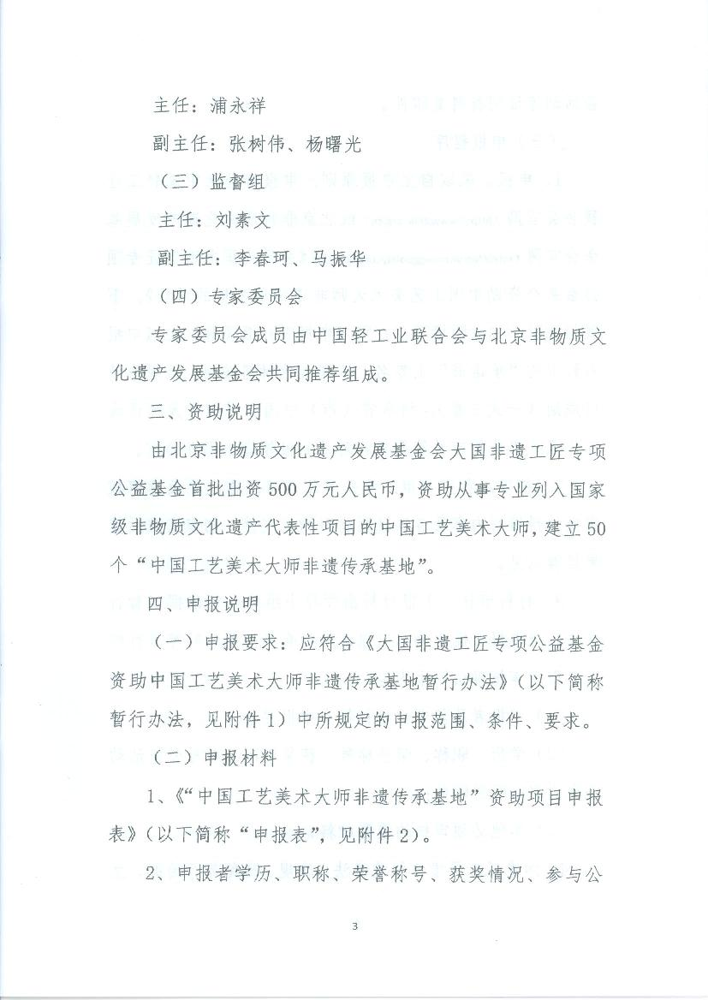 主任：浦永祥
副主任：张树伟、杨曙光
（三）监督组
主任：刘素文
副主任：李春珂、马振华
（四）专家委员会
专家委员会成员由中国轻工业联合会与北京非物质文
化遗产发展基金会共同推荐组成。
三、资助说明
由北京非物质文化遗产发展基金会大国非遗工匠专项
公益基金首批出资 500 万元人民币，资助从事专业列入国家
级非物质文化遗产代表性项目的中国工艺美术大师，建立 50
个“中国工艺美术大师非遗传承基地”。
四、申报说明
（一）申报要求：应符合《大国非遗工匠专项公益基金
资助中国工艺美术大师非遗传承基地暂行办法》（以下简称
暂行办法，见附件 1）中所规定的申报范围、条件、要求。
（二）申报材料
1、《“中国工艺美术大师非遗传承基地”资助项目申报
表》（以下简称“申报表”，见附件 2）。
2、申报者学历、职称、荣誉称号、获奖情况、参与公
3